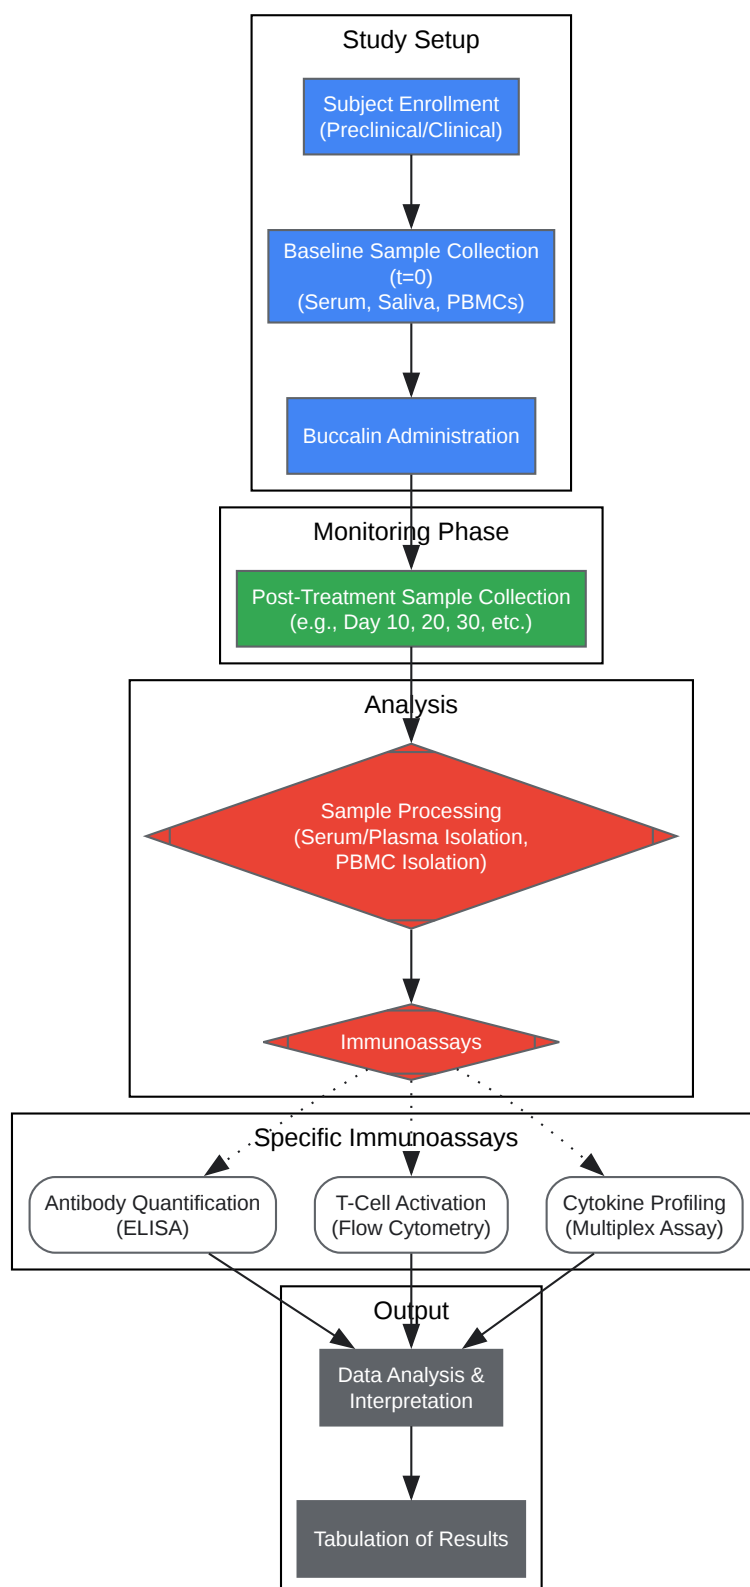 Study Setup
Subject Enrollment
(Preclinical/Clinical)
Baseline Sample Collection
(t=0)
(Serum, Saliva, PBMCs)
Buccalin Administration
Monitoring Phase
Post-Treatment Sample Collection
(e.g., Day 10, 20, 30, etc.)
Analysis
Sample Processing
(Serum/Plasma Isolation,
PBMC Isolation)
Immunoassays
Specific Immunoassays
Antibody Quantification
(ELISA)
T-Cell Activation
(Flow Cytometry)
Cytokine Profiling
(Multiplex Assay)
Output
Data Analysis &
Interpretation
Tabulation of Results